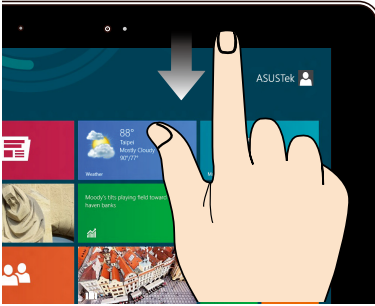 ASUSTek
88°
Taipei
Mostly Cloudy
90°/77°
Weather
Moody's tilts playing field toward
haven banks